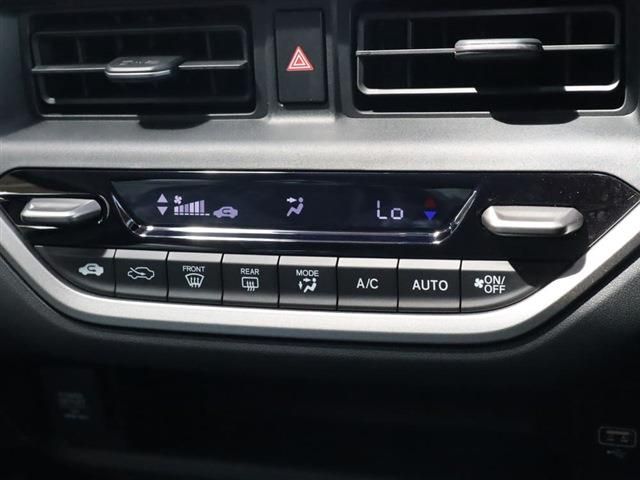 Lo
FRONT
REAR
MODE
A/C
AUTO
ON/
OFF